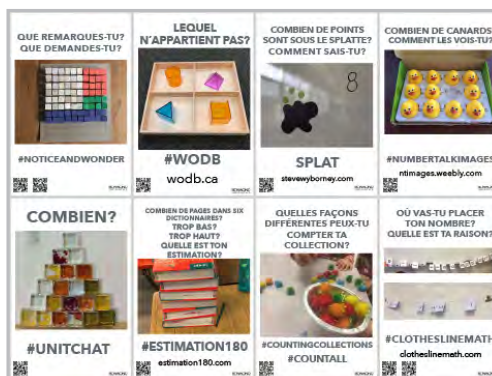 QUE REMARQUES-TU?
QUE DEMANDES-TU?
#NOTICEANDWONDER
LEQUEL
N'APPARTIENT PAS?
#WODB
wodb.ca
COMBIEN DE POINTS
SONT SOUS LE SPLATTE?
COMMENT SAIS-TU?
8
SPLAT
stevewyborney.com
COMBIEN DE CANARDS?
COMMENT LES VOIS-TU?
#NUMBERTALKIMAGES
ntimages.weebly.com
COMBIEN?
#UNITCHAT
COMBIEN DE PAGES DANS SIX
DICTIONNAIRES?
TROP BAS?
TROP HAUT?
QUELLE EST TON
ESTIMATION?
#ESTIMATION180
estimation180.com
QUELLES FAÇONS
DIFFÉRENTES PEUX-TU
COMPTER TA
COLLECTION?
#COUNTINGCOLLECTIONS
#COUNTALL
OÙ VAS-TU PLACER
TON NOMBRE?
QUELLE EST TA RAISON?
#CLOTHESLINEMATH
clotheslinemath.com